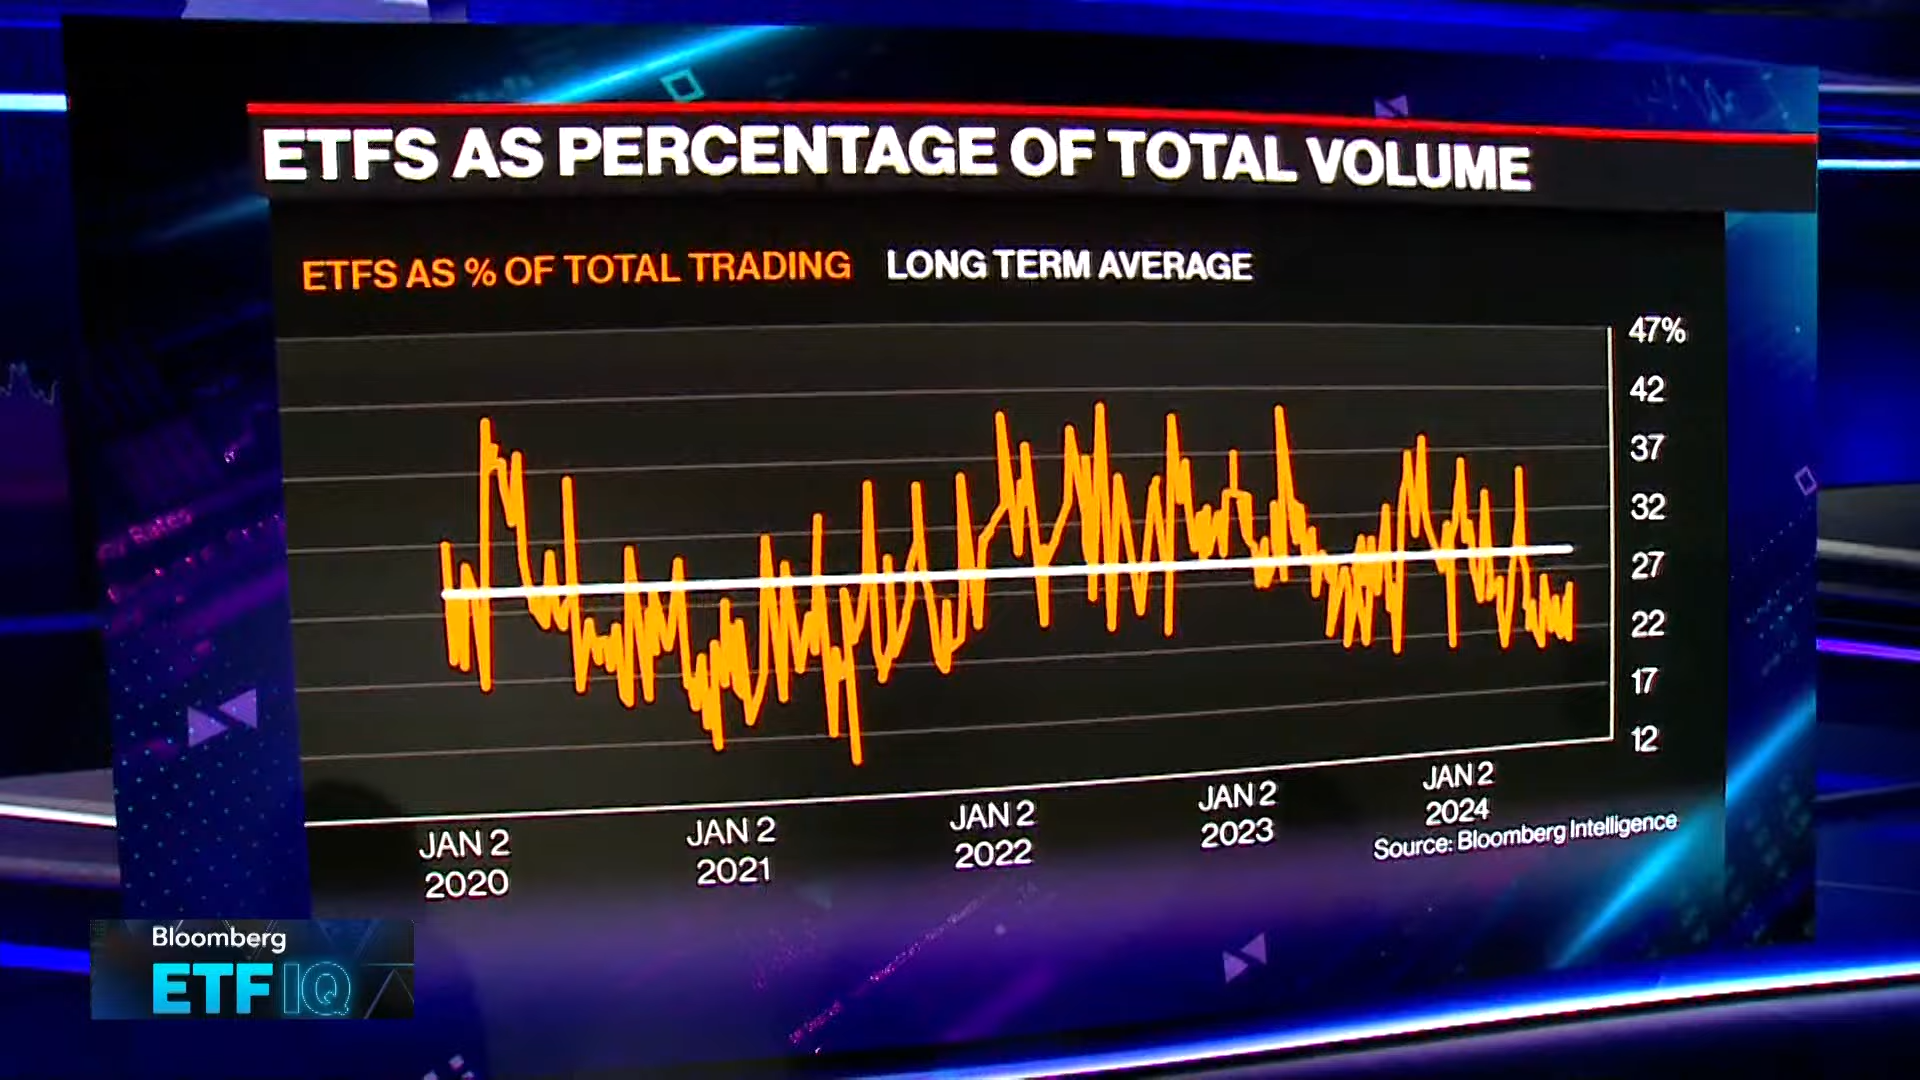 ETFS AS PERCENTAGE OF TOTAL VOLUME
ETFS AS % OF TOTAL TRADING LONG TERM AVERAGE
47%
42
37
32
27
22
17
12
JAN 2 2020
JAN 2 2021
JAN 2 2022
JAN 2 2023
JAN 2 2024
Source: Bloomberg Intelligence
Bloomberg
ETF IQ